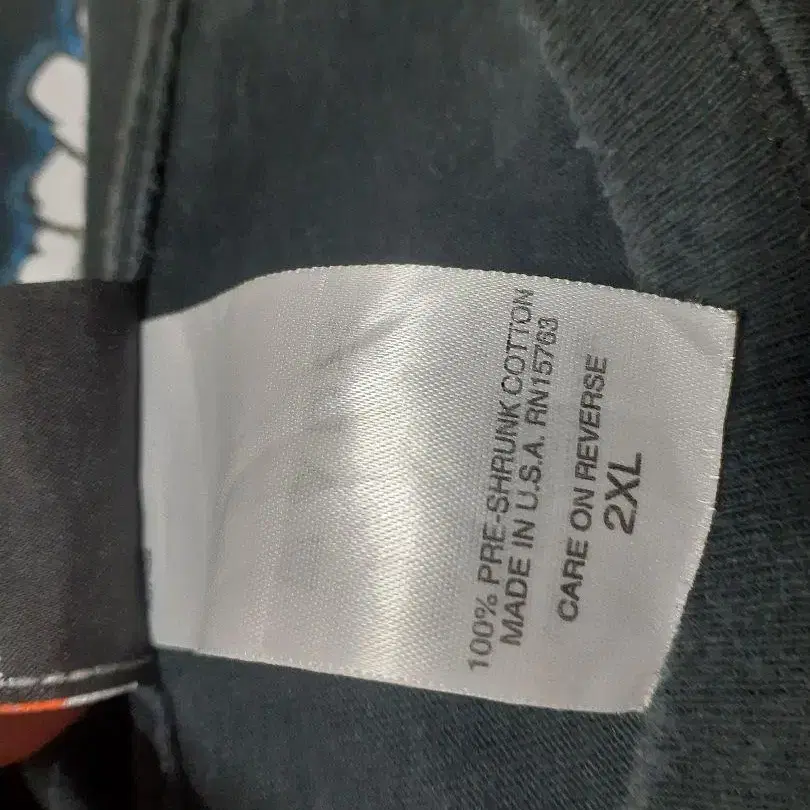 100% PRE-SHRUNK COTTON
MADE IN U.S.A. RN15763
CARE ON REVERSE
2XL